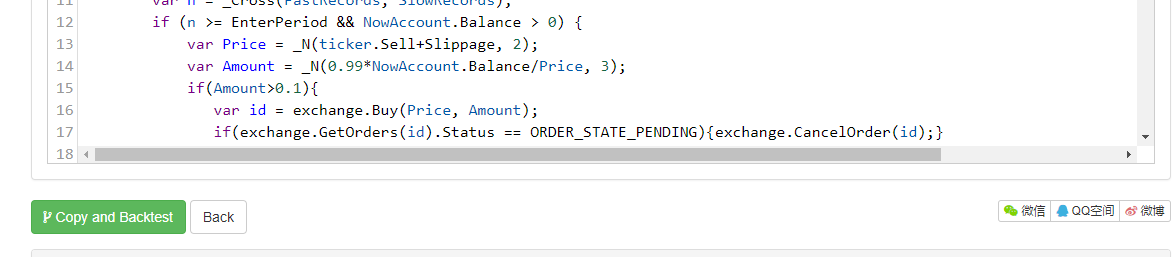 11 var n = _Cross(FastRecords, SlowRecords);
12 if (n >= EnterPeriod && NowAccount.Balance > 0) {
13 var Price = _N(ticker.Sell+Slippage, 2);
14 var Amount = _N(0.99*NowAccount.Balance/Price, 3);
15 if(Amount>0.1){
16 var id = exchange.Buy(Price, Amount);
17 if(exchange.GetOrders(id).Status == ORDER_STATE_PENDING){exchange.CancelOrder(id);}
18
Copy and Backtest Back 微信 QQ空间 微博